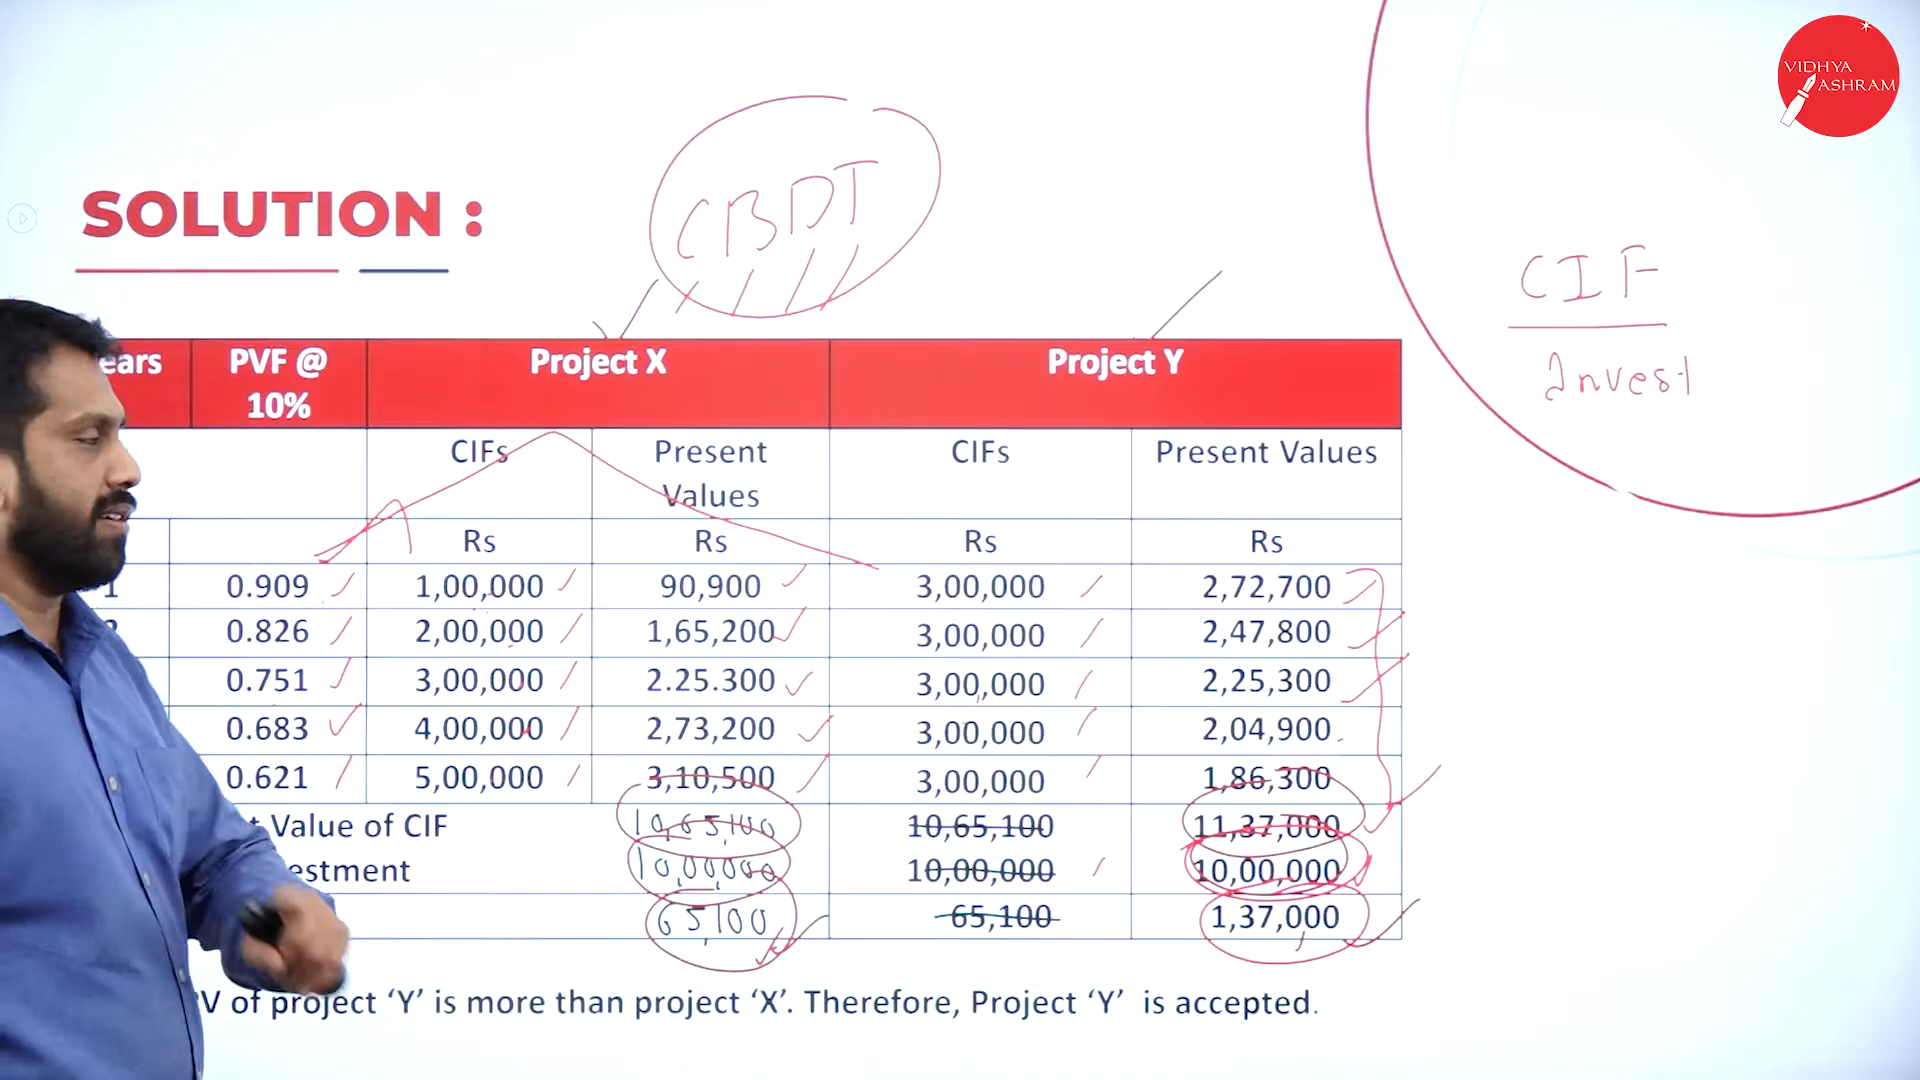 VIDHYA
ASHRAM
CBDT
SOLUTION :
CIF
Invest
ears PVF @ 10% Project X Project Y
CIFs Present Values CIFs Present Values
Rs Rs Rs Rs
1 0.909 1,00,000 90,900 3,00,000 2,72,700
0.826 2,00,000 1,65,200 3,00,000 2,47,800
0.751 3,00,000 2.25.300 3,00,000 2,25,300
0.683 4,00,000 2,73,200 3,00,000 2,04,900
0.621 5,00,000 3,10,500 3,00,000 1,86,300
t Value of CIF 10,65,100 10,65,100 11,37,000
estment 10,00,000 10,00,000 10,00,000
65,100 65,100 1,37,000
V of project ‘Y’ is more than project ‘X’. Therefore, Project ‘Y’ is accepted.